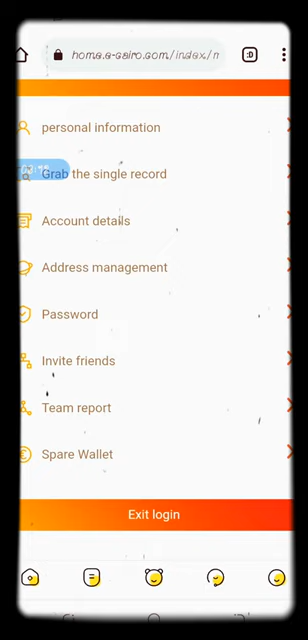 home.e-cairo.com/index/m
:D
personal information
Grab the single record
Account details
Address management
Password
Invite friends
Team report
Spare Wallet
Exit login